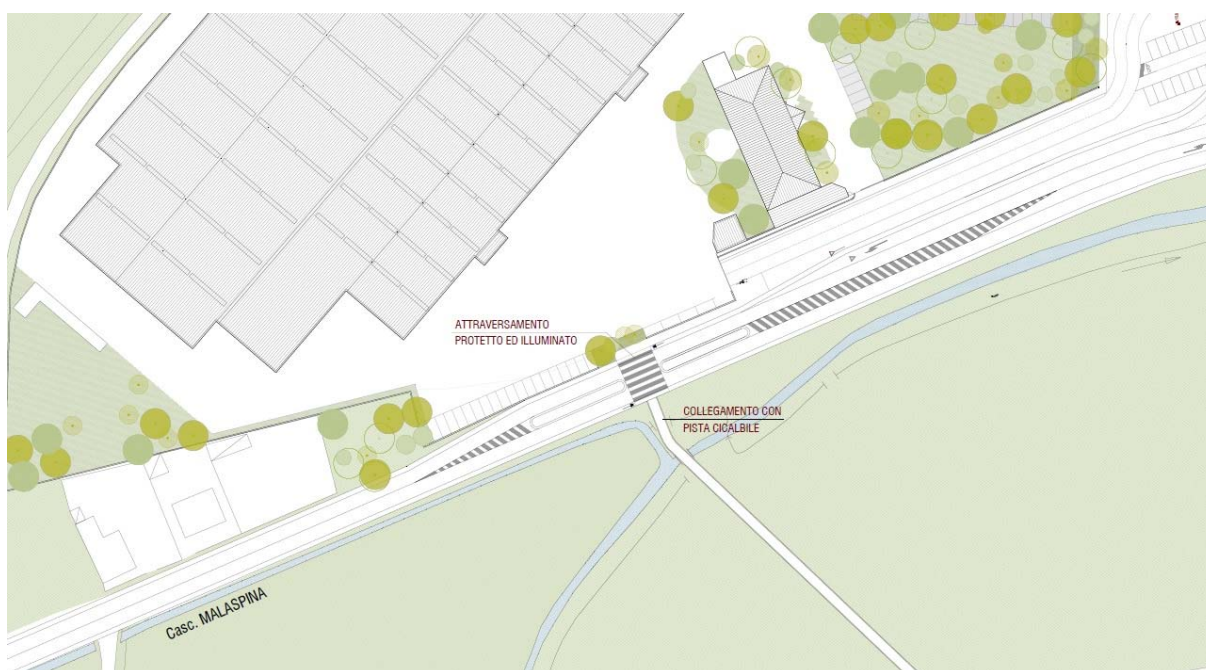 ATTRAVERSAMENTO
PROTETTO ED ILLUMINATO
COLLEGAMENTO CON
PISTA CICALBILE
Casc. MALASPINA